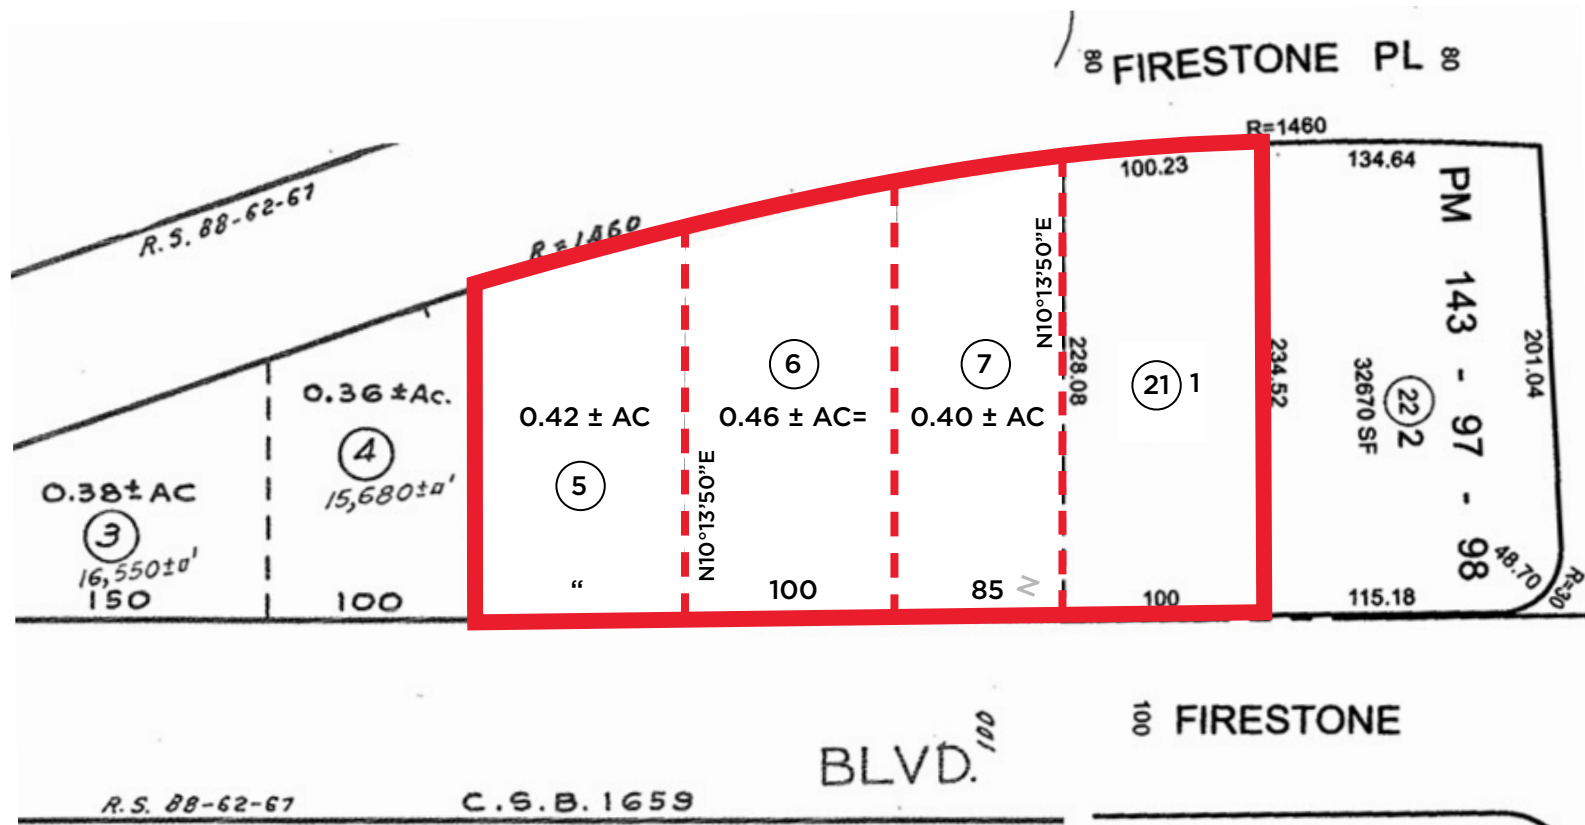 80 FIRESTONE PL 80
R=1460
134.64
100.23
R.S. 88-62-67
R=1460
PM 143 - 97 - 98
N10°13'50"E
228.08
234.52
201.04
0.36 ± Ac.
4
15,680±□'
0.38± AC
3
16,550±□'
150
100
0.42 ± AC
5
“
N10°13'50"E
6
0.46 ± AC=
100
7
0.40 ± AC
85
21 1
100
32670 SF
22 2
115.18
48.70
R=30
100 FIRESTONE
BLVD. 100
R.S. 88-62-67
C.S.B. 1659